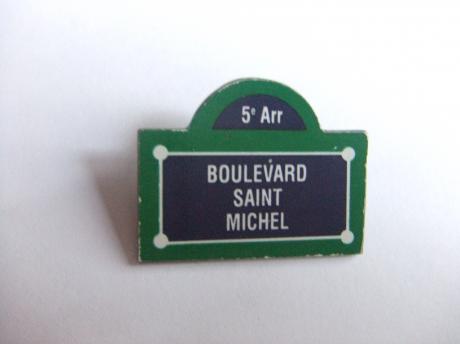 5e Arr
BOULEVARD
SAINT
MICHEL